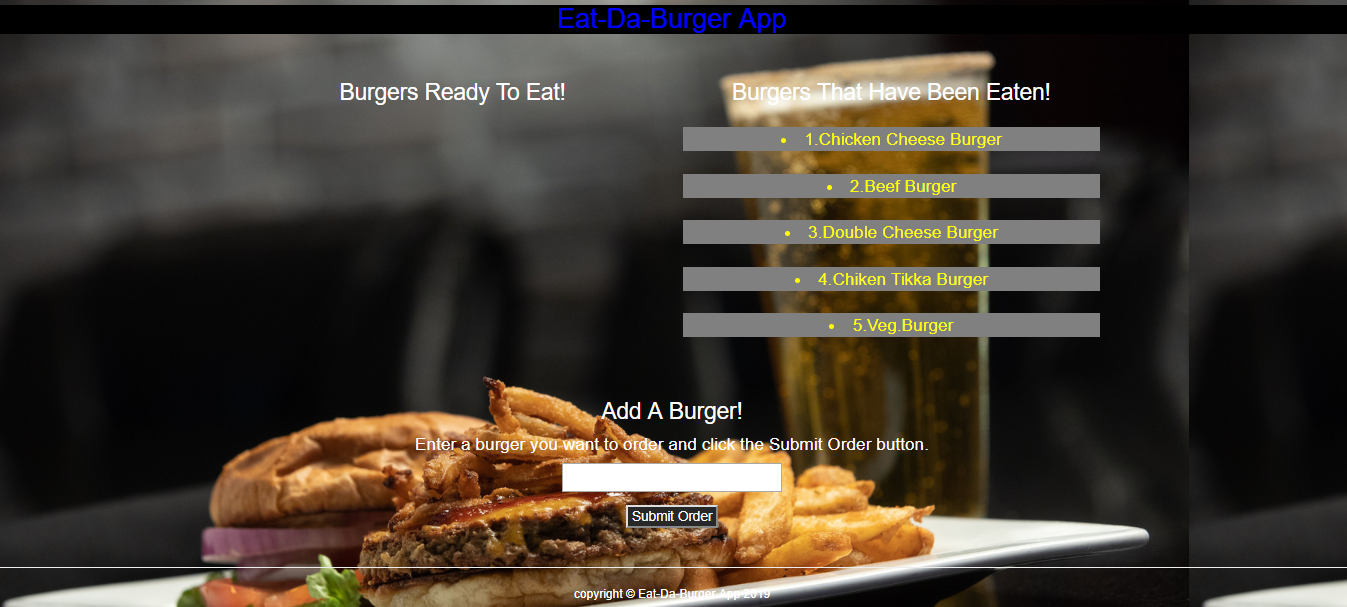 Eat-Da-Burger App
Burgers Ready To Eat!
Burgers That Have Been Eaten!
• 1.Chicken Cheese Burger
• 2.Beef Burger
• 3.Double Cheese Burger
• 4.Chiken Tikka Burger
• 5.Veg.Burger
Add A Burger!
Enter a burger you want to order and click the Submit Order button.
Submit Order
copyright © Eat-Da-Burger App 2019